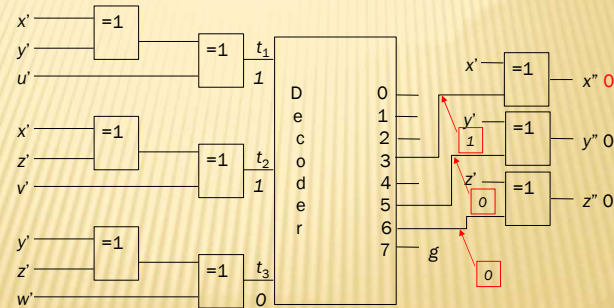 x'
y'
u'
=1
=1
t1
1
x'
z'
v'
=1
=1
t2
1
y'
z'
w'
=1
=1
t3
0
D
e
c
o
d
e
r
0
1
2
3
4
5
6
7
g
x'
=1
x" 0
1
y'
=1
y" 0
0
z'
=1
z" 0
0